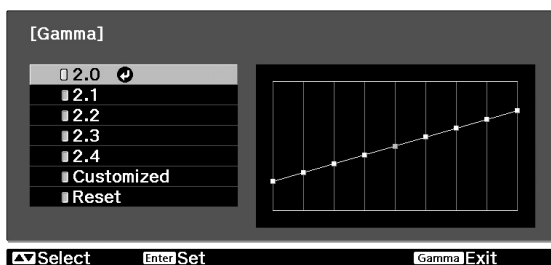 [Gamma]
2.0
2.1
2.2
2.3
2.4
Customized
Reset
Select Enter Set Gamma Exit